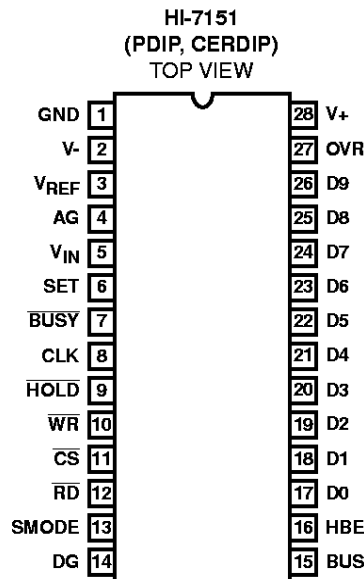 HI-7151
(PDIP, CERDIP)
TOP VIEW
GND 1 28 V+
V- 2 27 OVR
VREF 3 26 D9
AG 4 25 D8
VIN 5 24 D7
SET 6 23 D6
BUSY 7 22 D5
CLK 8 21 D4
HOLD 9 20 D3
WR 10 19 D2
CS 11 18 D1
RD 12 17 D0
SMODE 13 16 HBE
DG 14 15 BUS